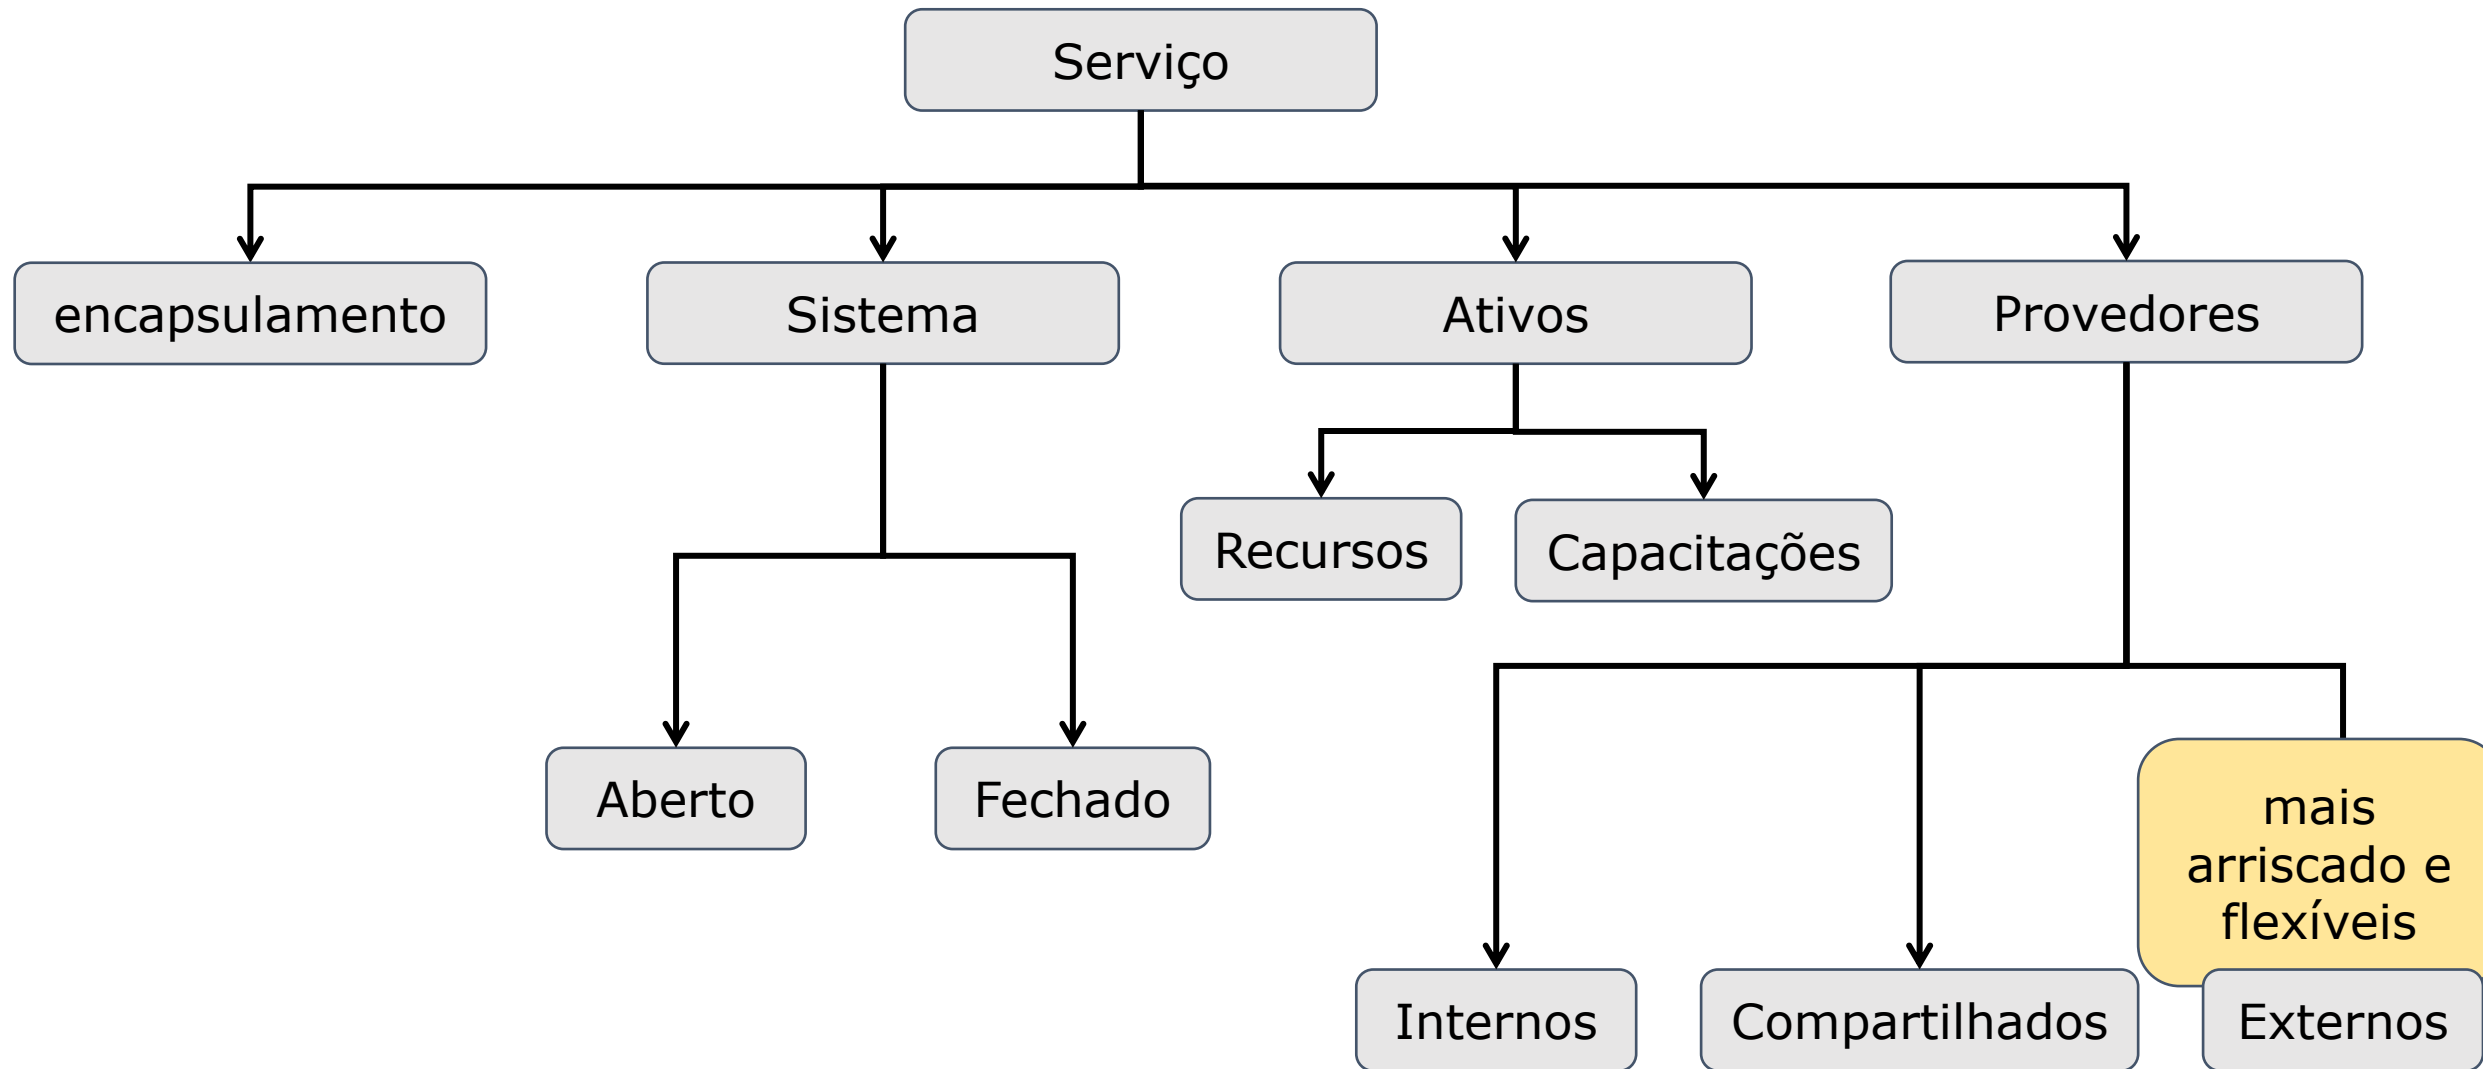 Serviço
encapsulamento
Sistema
Ativos
Provedores
Recursos
Capacitações
Aberto
Fechado
mais
arriscado e
flexíveis
Internos
Compartilhados
Externos